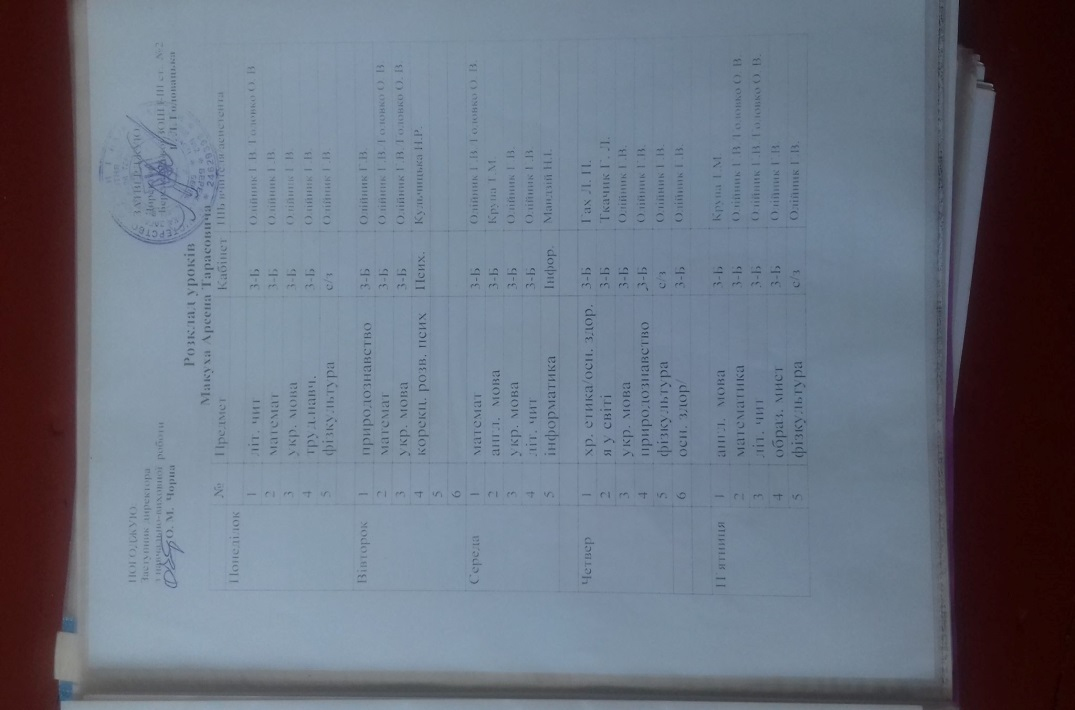 ПОГОДЖУЮ
Заступник директора
з навчально-виховної роботи
О. М. Чорна
ЗАТВЕРДЖУЮ
Розклад уроків
Макуха Арсена Тарасовича
№ Предмет Кабінет ПІБ вчителя асистента
Понеділок 1 літ. чит 3-Б Олійник І В. Головко О. В
2 математ 3-Б Олійник І В
3 укр. мова 3-Б Олійник І В
4 труд.навч. 3-Б Олійник І В.
5 фізкультура с/з Олійник І В
Вівторок 1 природознавство 3-Б Олійник І В.
2 математ 3-Б Олійник І В. Головко О. В
3 укр. мова 3-Б Олійник І В Головко О. В
4 корекц. розв. псих Псих. Кульчицька Н.Р.
5
6
Середа 1 математ 3-Б Олійник І .В. Головко О. В.
2 англ. мова 3-Б Крупа І.М.
3 укр. мова 3-Б Олійник І В.
4 літ. чит 3-Б Олійник І .В
5 інформатика Інфор.
Четвер 1 хр. етика/осн. здор. 3-Б Гах Л. П.
2 я у світі 3-Б Ткачик Г. Л.
3 укр. мова 3-Б Олійник І .В.
4 природознавство 3-Б Олійник І .В.
5 фізкультура с/з Олійник І .В.
6 осн. здор/ 3-Б Олійник І .В
П ятниця 1 англ. мова 3-Б Крупа І.М.
2 математика 3-Б Олійник І .В. Головко О. В
3 літ. чит 3-Б Олійник І .В. Головко О. В.
4 образ. мист 3-Б Олійник І В.
5 фізкультура с/з Олійник І В.